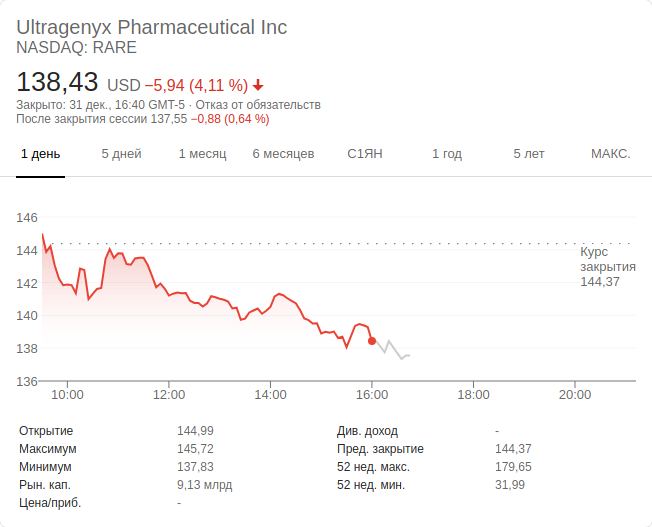 Ultragenyx Pharmaceutical Inc
NASDAQ: RARE
138,43 USD −5,94 (4,11 %)
Закрыто: 31 дек., 16:40 GMT-5 · Отказ от обязательств
После закрытия сессии 137,55 −0,88 (0,64 %)
1 день 5 дней 1 месяц 6 месяцев С1ЯН 1 год 5 лет МАКС.
146
144
142
140
138
136
Курс
закрытия
144,37
10:00 12:00 14:00 16:00 18:00 20:00
Открытие 144,99 Див. доход -
Максимум 145,72 Пред. закрытие 144,37
Минимум 137,83 52 нед. макс. 179,65
Рын. кап. 9,13 млрд 52 нед. мин. 31,99
Цена/приб. -